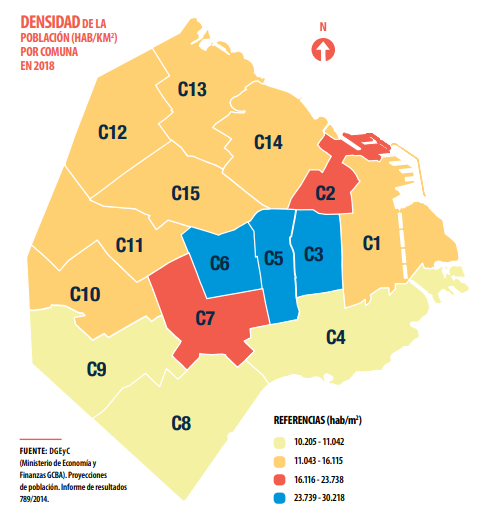 DENSIDAD DE LA
POBLACIÓN (HAB/KM²)
POR COMUNA
EN 2018
N
C13
C12
C14
C15
C2
C11
C1
C6
C5
C3
C10
C7
C4
C9
C8
REFERENCIAS (hab/m²)
10.205 - 11.042
11.043 - 16.115
16.116 - 23.738
23.739 - 30.218
FUENTE: DGEyC
(Ministerio de Economía y
Finanzas GCBA). Proyecciones
de población. Informe de resultados
789/2014.